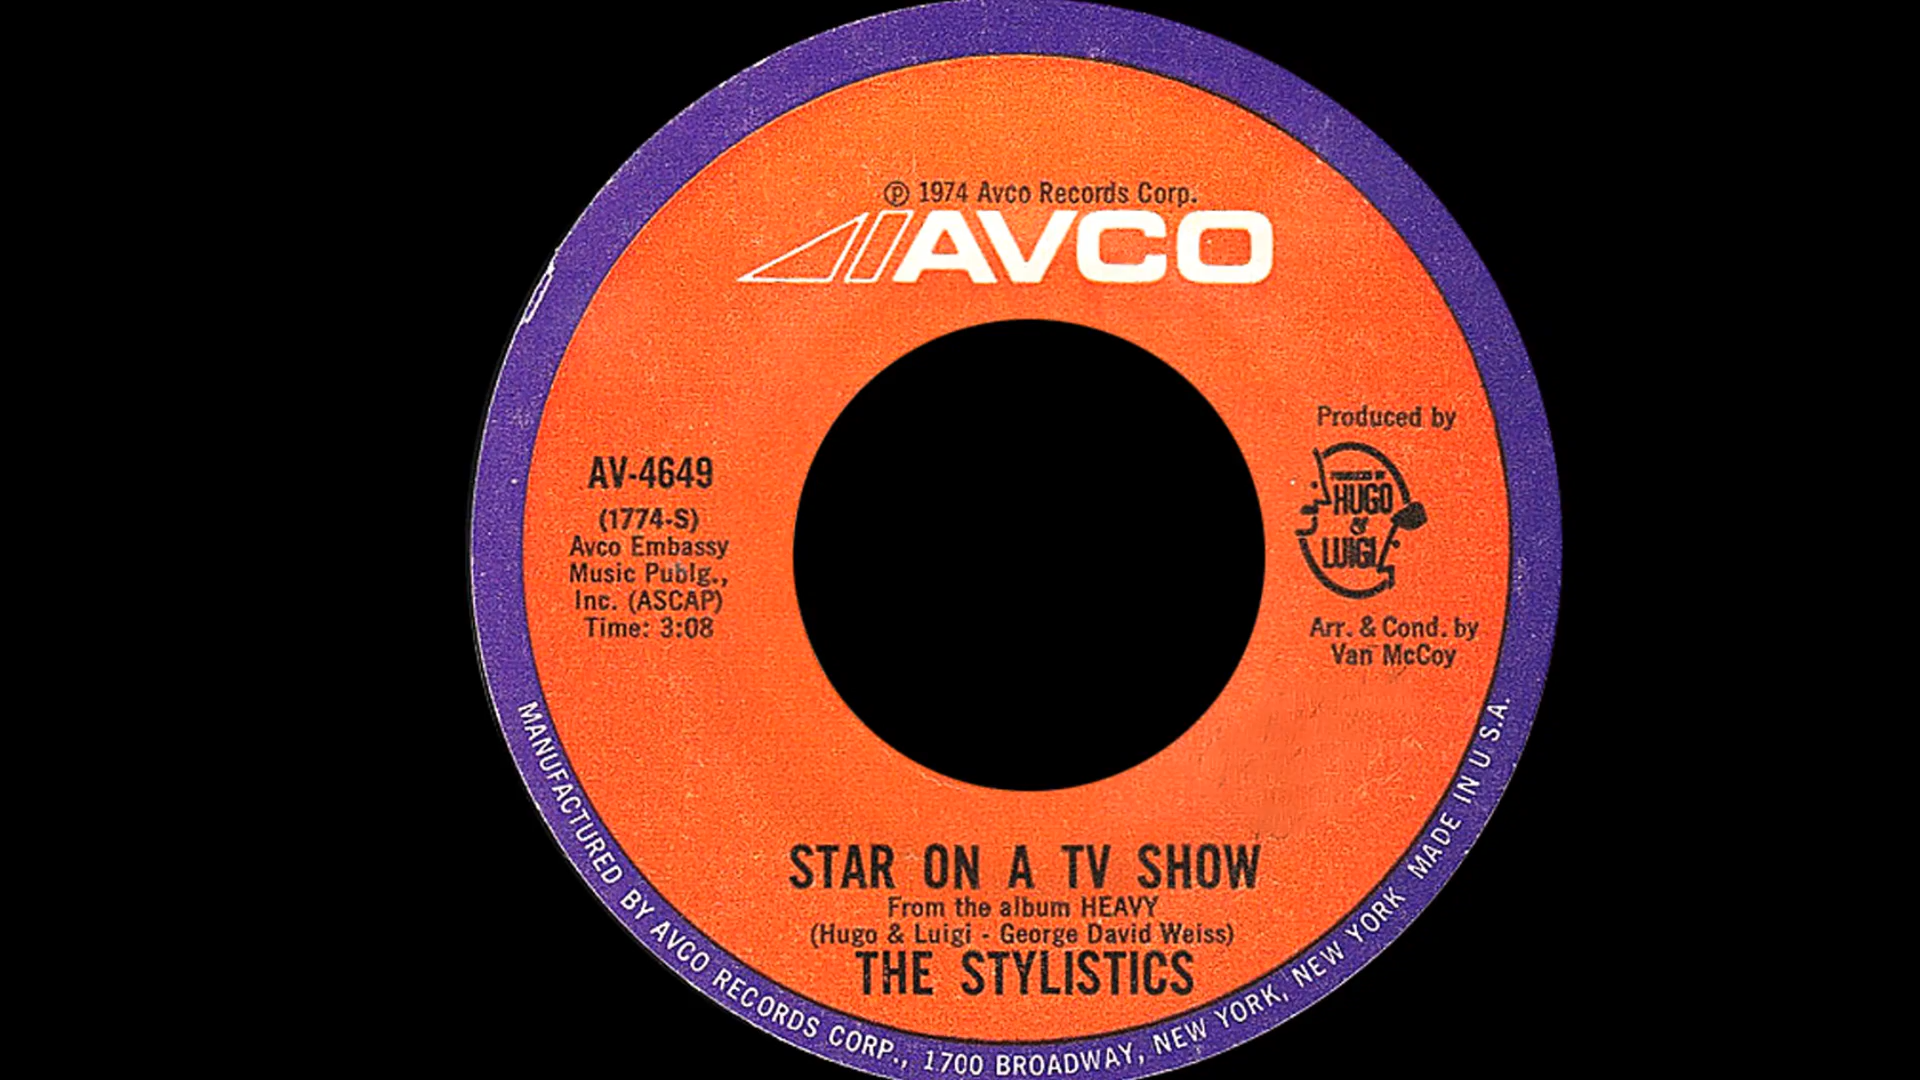 ℗ 1974 Avco Records Corp.
AVCO
AV-4649
(1774-S)
Avco Embassy
Music Publg.,
Inc. (ASCAP)
Time: 3:08
Produced by
PRODUCED BY
HUGO
&
LUIGI
Arr. & Cond. by
Van McCoy
STAR ON A TV SHOW
From the album HEAVY
(Hugo & Luigi - George David Weiss)
THE STYLISTICS
MANUFACTURED BY AVCO RECORDS CORP., 1700 BROADWAY, NEW YORK, NEW YORK MADE IN U.S.A.